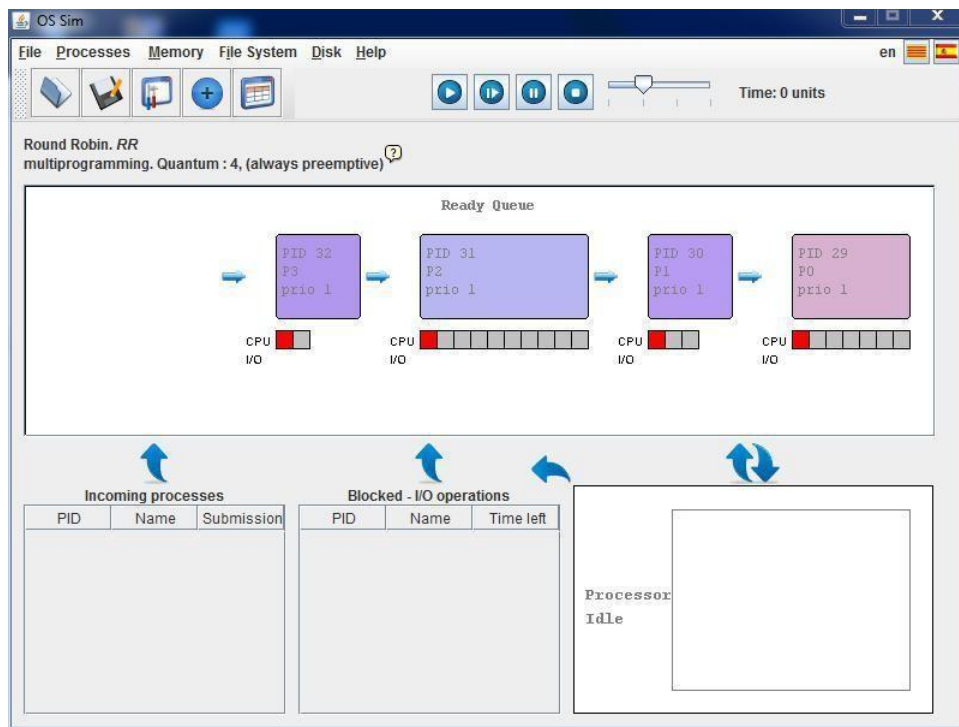 OS Sim
File Processes Memory File System Disk Help en
Time: 0 units
Round Robin. RR
multiprogramming. Quantum : 4, (always preemptive) ?
Ready Queue
PID 32
P3
prio 1
CPU
I/O
PID 31
P2
prio 1
CPU
I/O
PID 30
P1
prio 1
CPU
I/O
PID 29
P0
prio 1
CPU
I/O
Incoming processes
PID Name Submission
Blocked - I/O operations
PID Name Time left
Processor
Idle